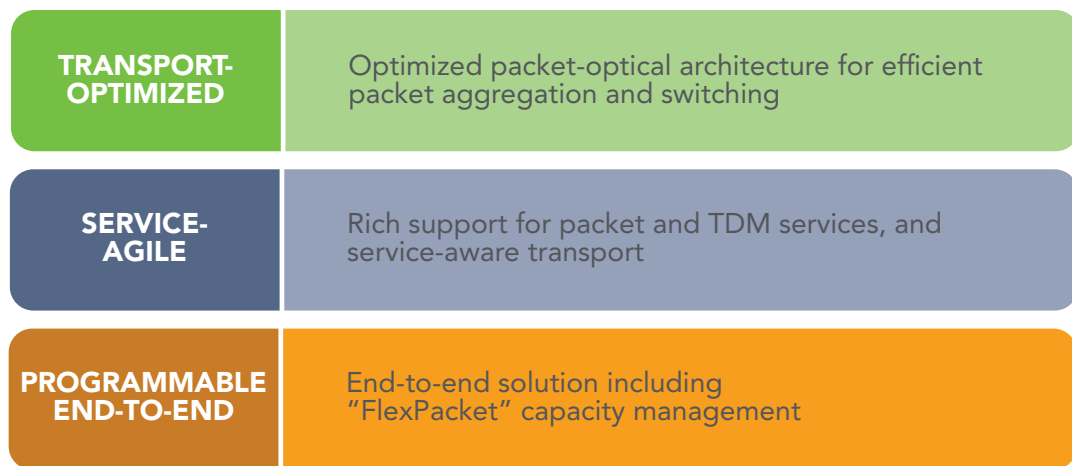 TRANSPORT-
OPTIMIZED
Optimized packet-optical architecture for efficient
packet aggregation and switching
SERVICE-
AGILE
Rich support for packet and TDM services, and
service-aware transport
PROGRAMMABLE
END-TO-END
End-to-end solution including
“FlexPacket” capacity management